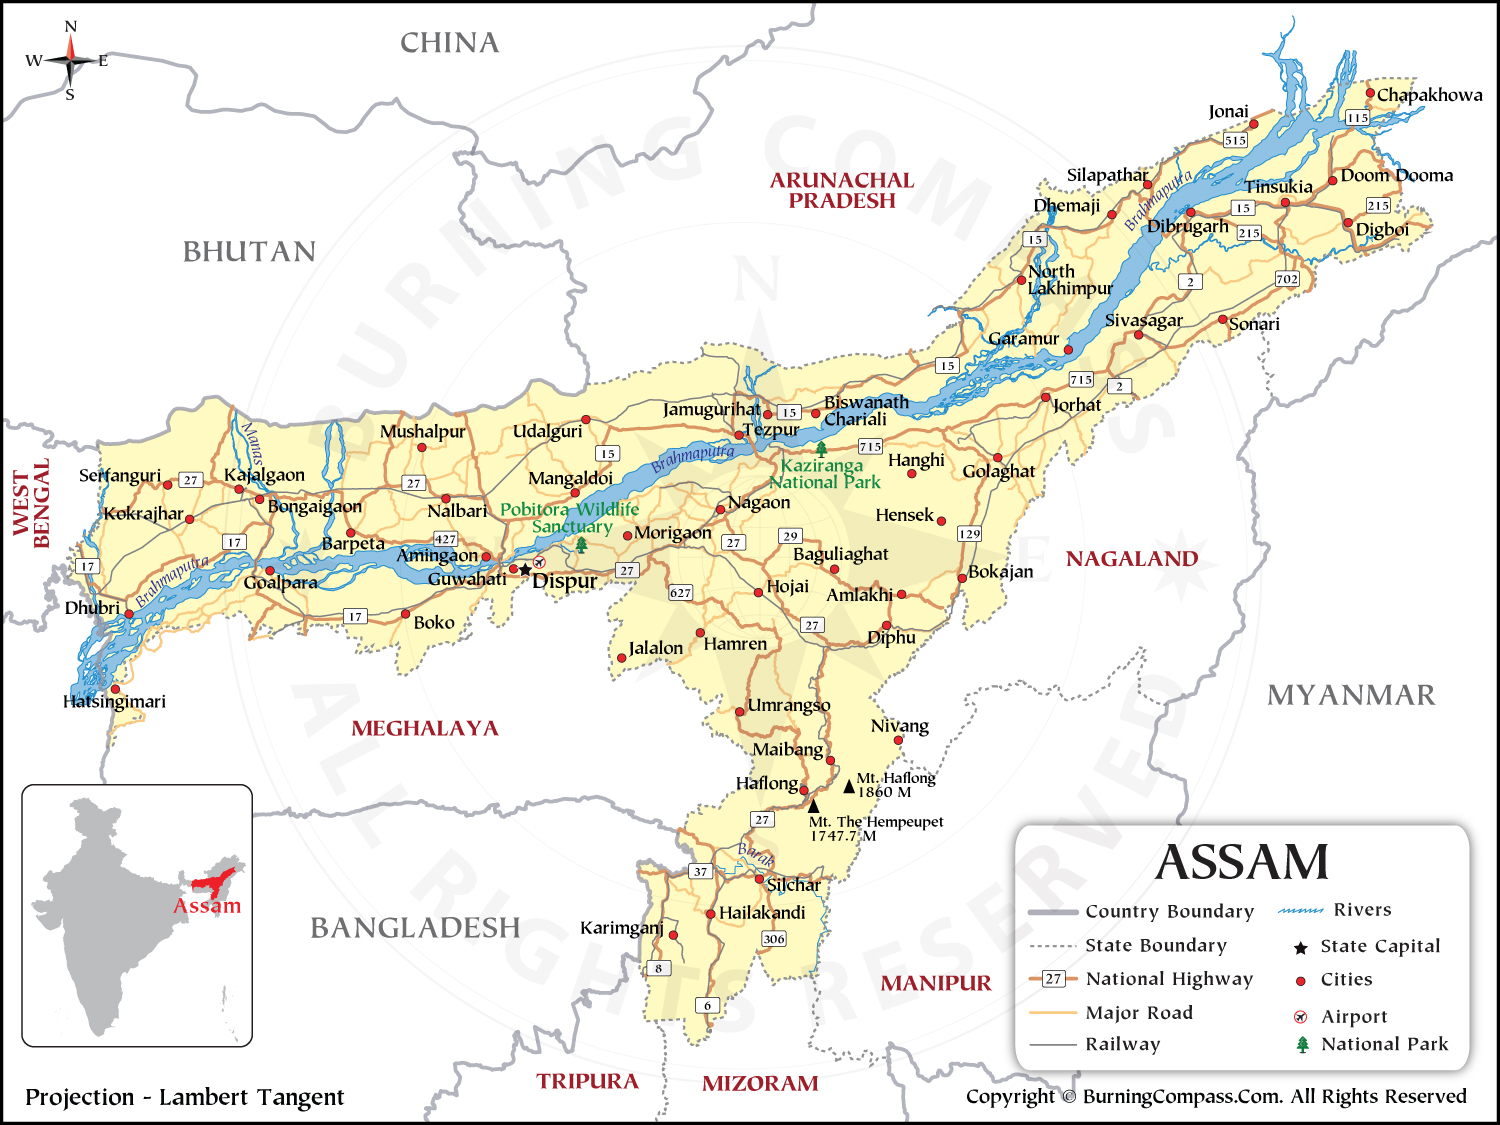 N
W
E
S
CHINA
BHUTAN
ARUNACHAL
PRADESH
WEST
BENGAL
NAGALAND
MYANMAR
MEGHALAYA
BANGLADESH
MANIPUR
TRIPURA
MIZORAM
Chapakhowa
115
Jonai
515
Silapathar
Brahmaputra
Tinsukia
Doom Dooma
Dhemaji
15
215
Dibrugarh
215
Digboi
15
North
Lakhimpur
2
702
Sivasagar
Sonari
Garamur
15
715
2
Jorhat
Jamugurihat
15
Biswanath
Chariali
Tezpur
Mushalpur
Udalguri
Manas
15
Brahmaputra
715
Kaziranga
National Park
Hanghi
Golaghat
Serfanguri
27
Kajalgaon
27
Mangaldoi
Kokrajhar
Bongaigaon
Nalbari
Pobitora Wildlife
Sanctuary
Nagaon
Hensek
17
Barpeta
427
Amingaon
Morigaon
27
29
129
Baguliaghat
17
Brahmaputra
Goalpara
Guwahati
Dispur
27
627
Hojai
Amlakhi
Bokajan
Dhubri
17
Boko
27
Diphu
Jalalon
Hamren
Hatsingimari
Umrangso
Nivang
Maibang
Haflong
Mt. Haflong
1860 M
Mt. The Hempeupet
1747.7 M
27
Barak
37
Silchar
Hailakandi
Karimganj
306
8
6
Assam
ASSAM
Country Boundary
Rivers
State Boundary
State Capital
27
National Highway
Cities
Major Road
Airport
Railway
National Park
Projection - Lambert Tangent
Copyright © BurningCompass.Com. All Rights Reserved
BURNING COMPASS
ALL RIGHTS RESERVED
N
E